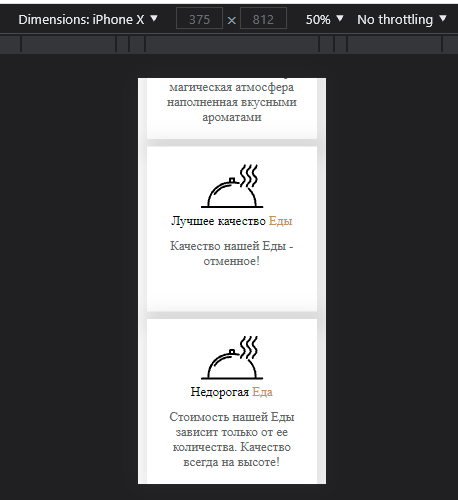 Dimensions: iPhone X ▼ 375 × 812 50% ▼ No throttling ▼
магическая атмосфера
наполненная вкусными
ароматами
Лучшее качество Еды
Качество нашей Еды -
отменное!
Недорогая Еда
Стоимость нашей Еды
зависит только от ее
количества. Качество
всегда на высоте!